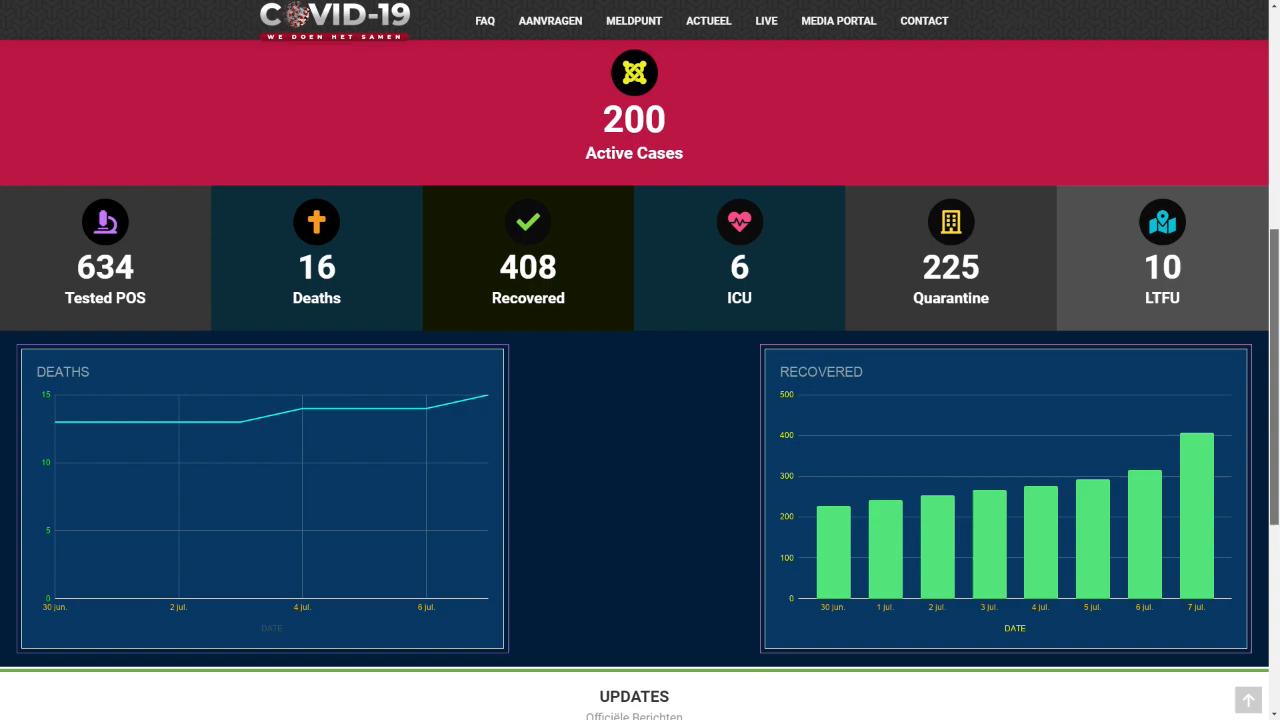 COVID-19
WE DOEN HET SAMEN
FAQ AANVRAGEN MELDPUNT ACTUEEL LIVE MEDIA PORTAL CONTACT
200
Active Cases
634
Tested POS
16
Deaths
408
Recovered
6
ICU
225
Quarantine
10
LTFU
DEATHS
15
10
5
0
30 jun. 2 jul. 4 jul. 6 jul.
DATE
RECOVERED
500
400
300
200
100
0
30 jun. 1 jul. 2 jul. 3 jul. 4 jul. 5 jul. 6 jul. 7 jul.
DATE
UPDATES
Officiële Berichten